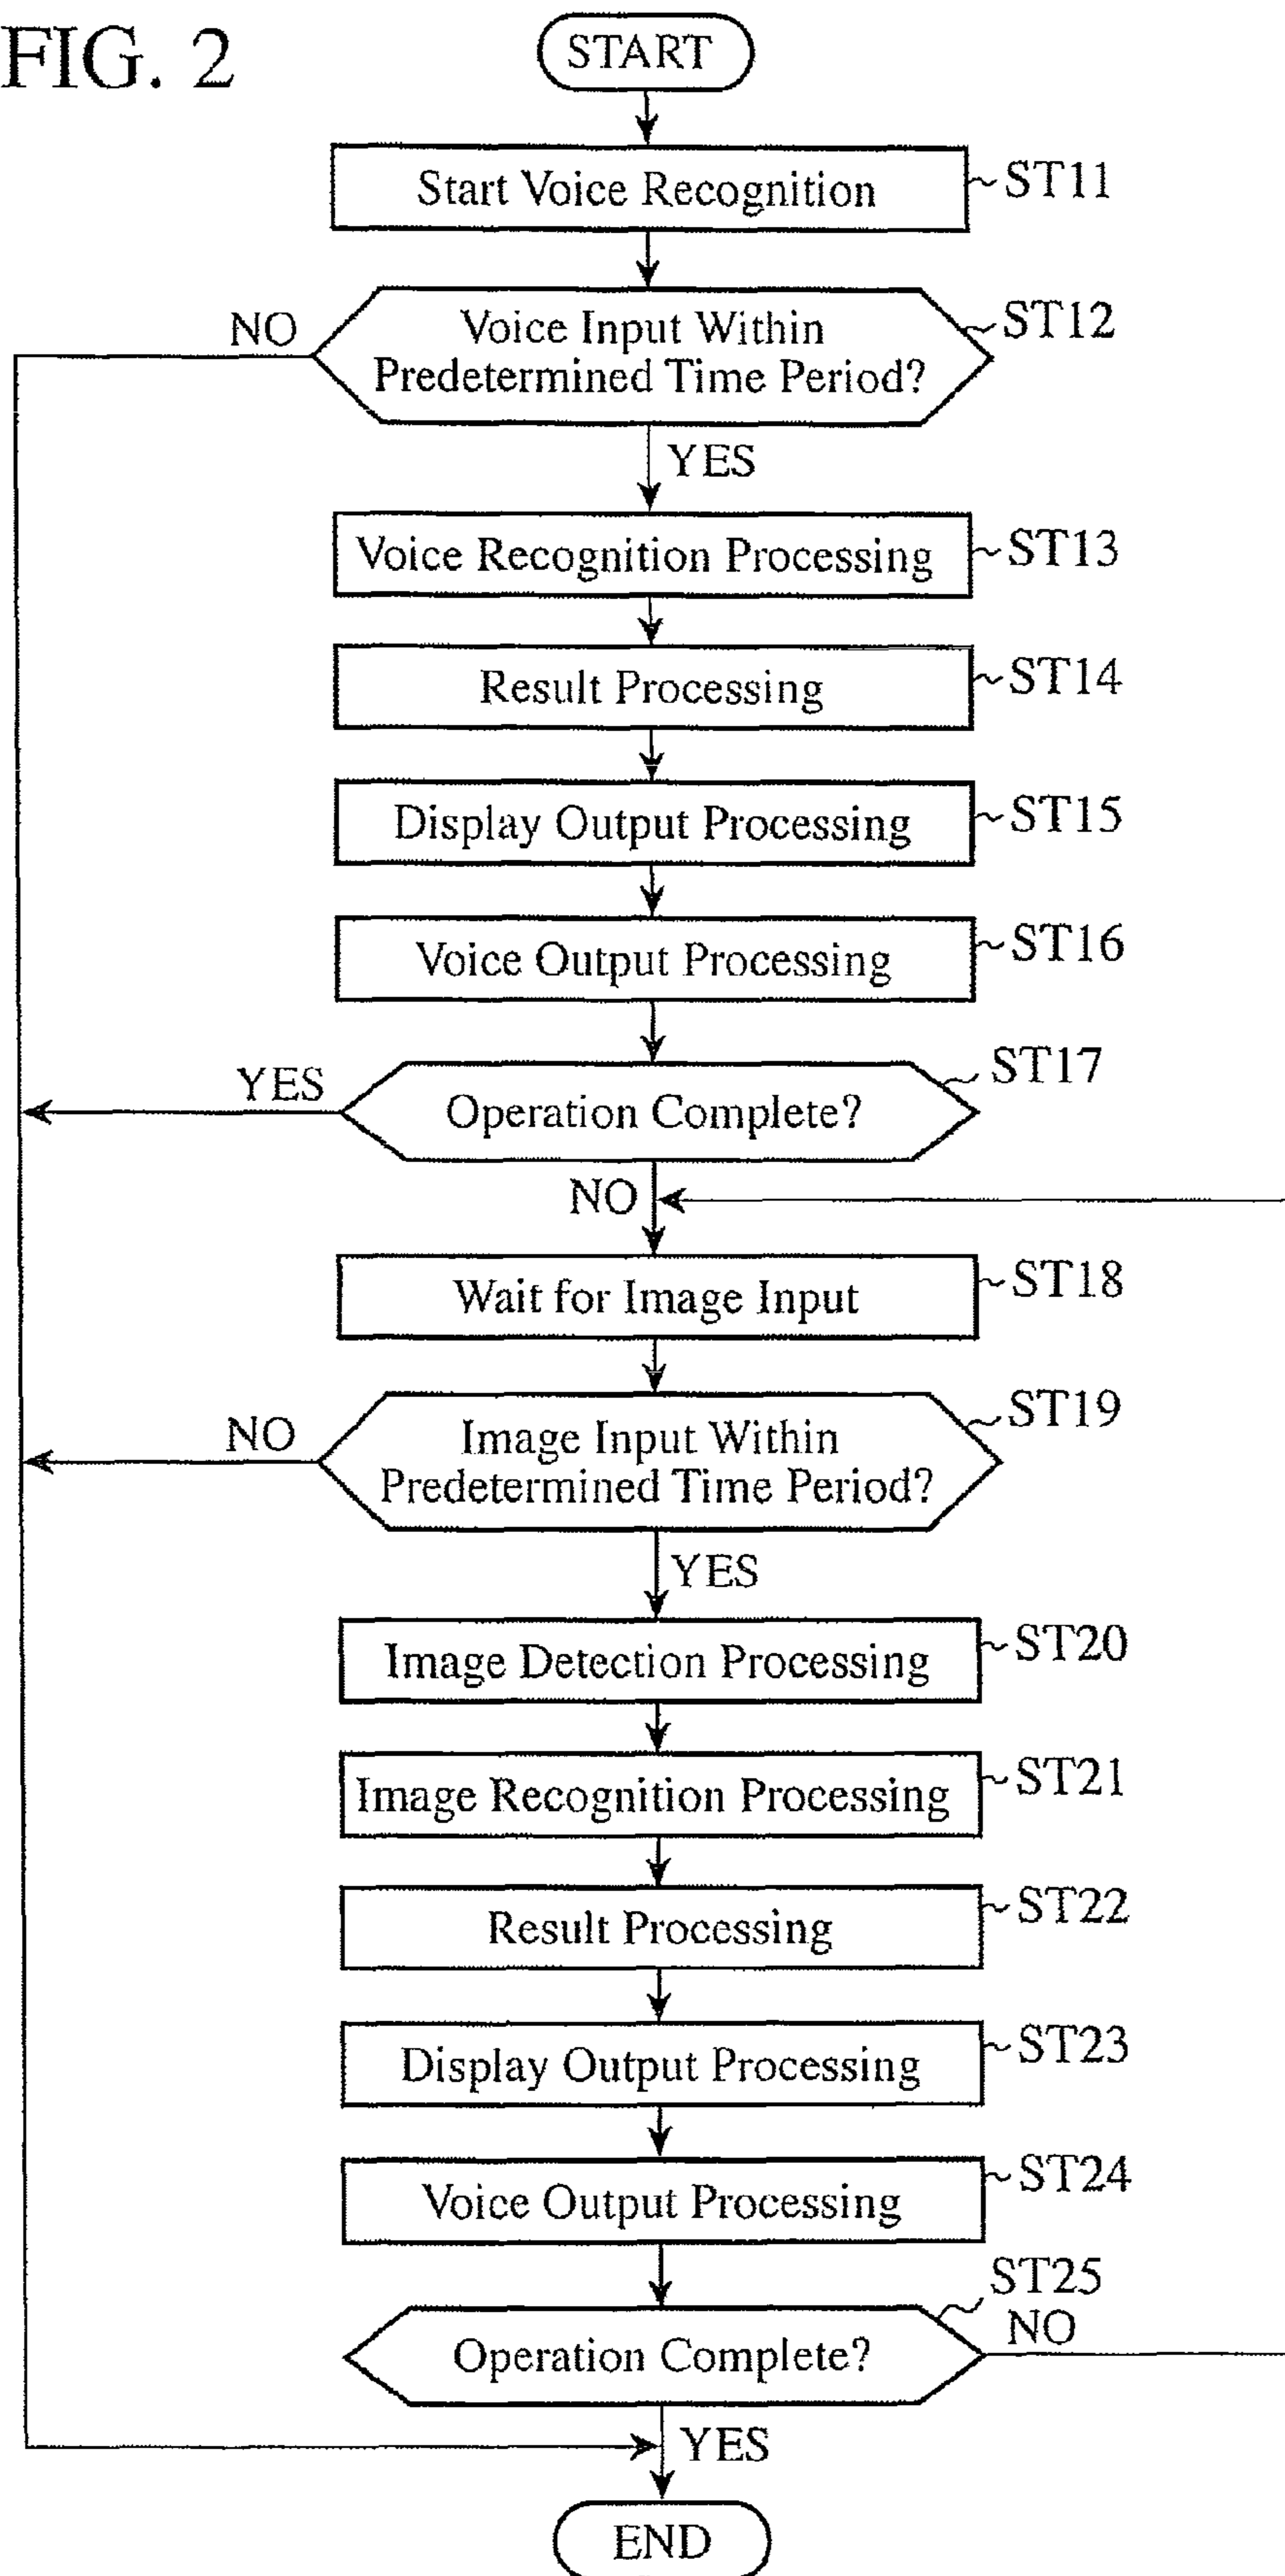 FIG. 2
START
Start Voice Recognition
ST11
NO
Voice Input Within
Predetermined Time Period?
ST12
YES
Voice Recognition Processing
ST13
Result Processing
ST14
Display Output Processing
ST15
Voice Output Processing
ST16
YES
Operation Complete?
ST17
NO
Wait for Image Input
ST18
NO
Image Input Within
Predetermined Time Period?
ST19
YES
Image Detection Processing
ST20
Image Recognition Processing
ST21
Result Processing
ST22
Display Output Processing
ST23
Voice Output Processing
ST24
Operation Complete?
ST25
NO
YES
END